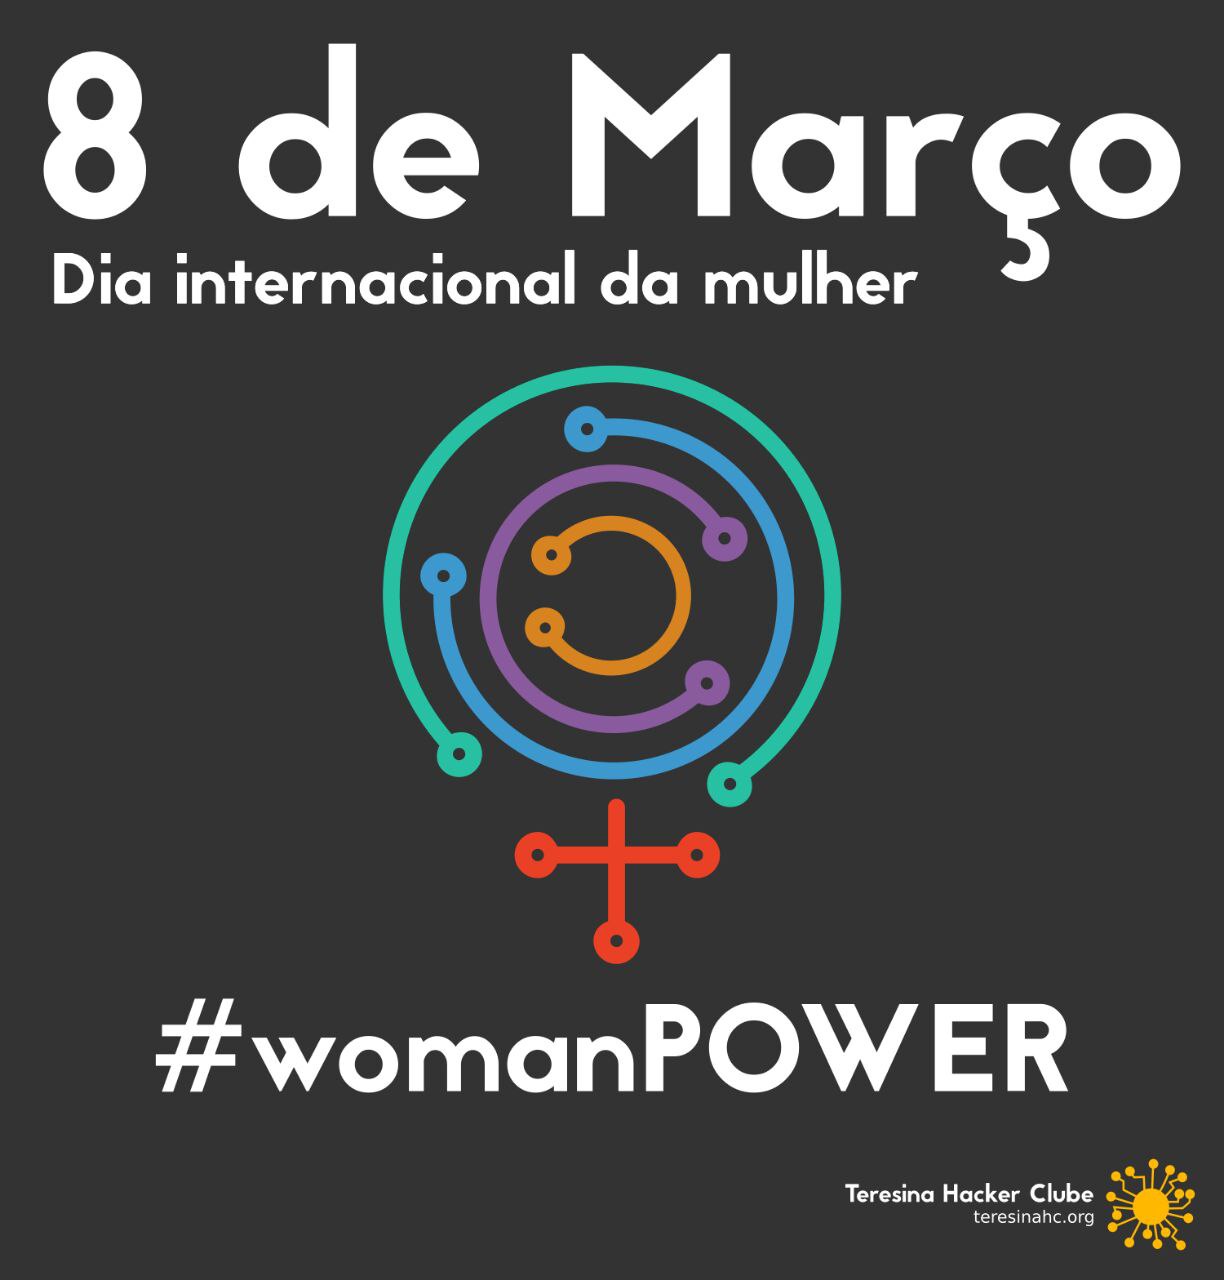 8 de Março
Dia internacional da mulher
#womanPOWER
Teresina Hacker Clube
teresinahc.org